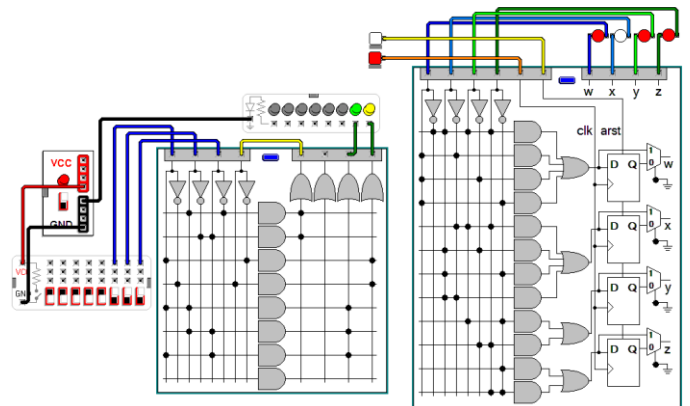 w x y z
clk arst
D Q 1 0 w
D Q 1 0 x
D Q 1 0 y
D Q 1 0 z
VCC
GND
VCC
GND